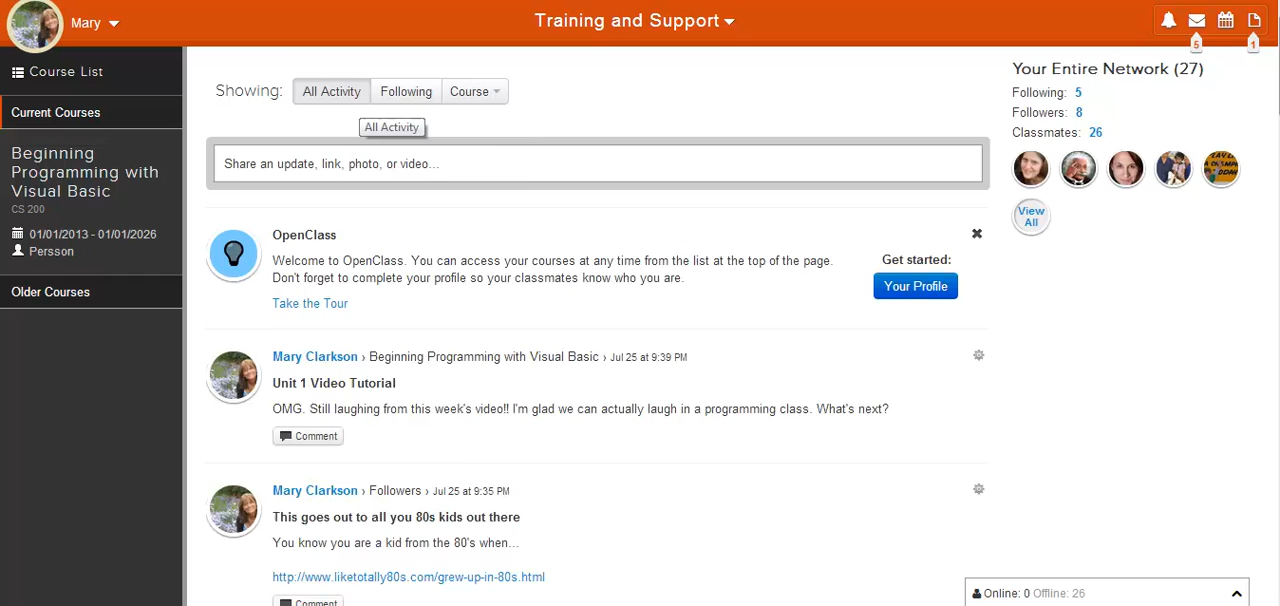 Mary
Training and Support
5
1
Course List
Current Courses
Beginning
Programming with
Visual Basic
CS 200
01/01/2013 - 01/01/2026
Persson
Older Courses
Showing: All Activity Following Course
All Activity
Share an update, link, photo, or video...
OpenClass
Welcome to OpenClass. You can access your courses at any time from the list at the top of the page.
Don't forget to complete your profile so your classmates know who you are.
Take the Tour
Get started:
Your Profile
Mary Clarkson › Beginning Programming with Visual Basic › Jul 25 at 9:39 PM
Unit 1 Video Tutorial
OMG. Still laughing from this week's video!! I'm glad we can actually laugh in a programming class. What's next?
Comment
Mary Clarkson › Followers › Jul 25 at 9:35 PM
This goes out to all you 80s kids out there
You know you are a kid from the 80's when...
http://www.liketotally80s.com/grew-up-in-80s.html
Comment
Your Entire Network (27)
Following: 5
Followers: 8
Classmates: 26
View
All
Online: 0 Offline: 26